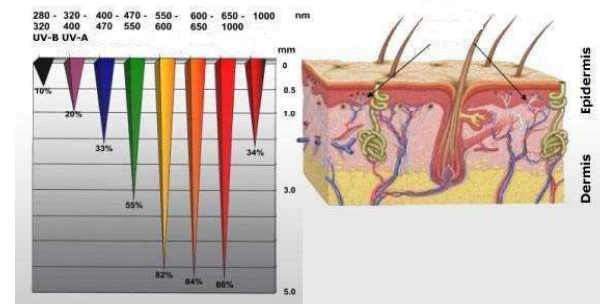 280 - 320 - 400 - 470 - 550 - 600 - 650 - 1000 nm
320 400 470 550 600 650 1000
UV-B UV-A
mm
0
0.5
1.0
3.0
5.0
10%
20%
33%
55%
82%
84%
86%
34%
Epidermis
Dermis